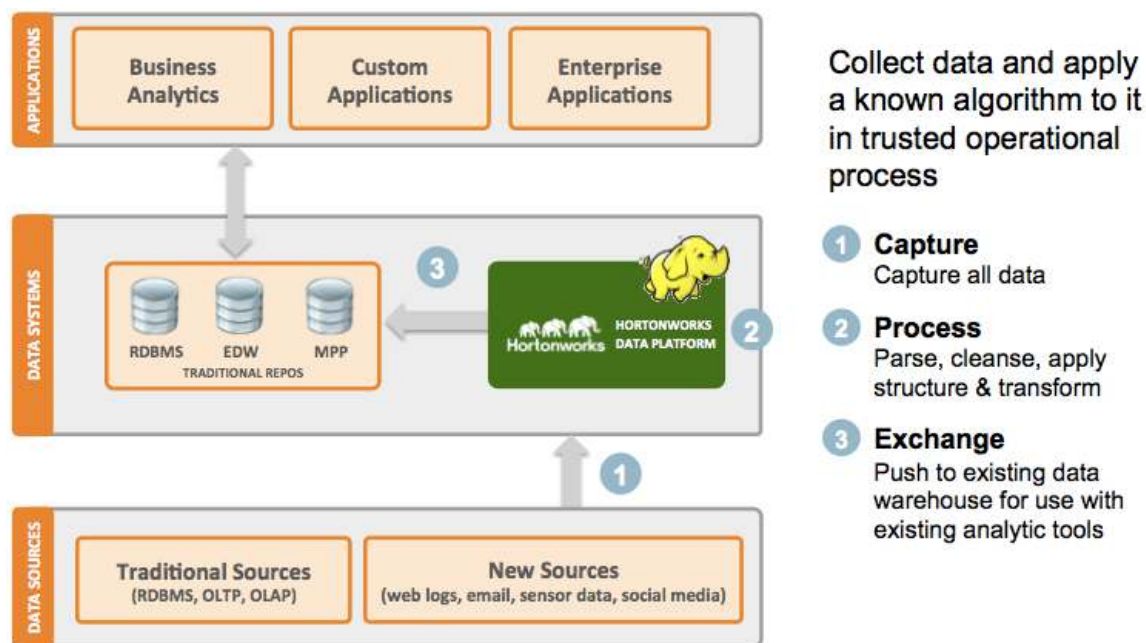 APPLICATIONS
Business
Analytics
Custom
Applications
Enterprise
Applications
DATA SYSTEMS
RDBMS
EDW
MPP
TRADITIONAL REPOS
3
Hortonworks
HORTONWORKS
DATA PLATFORM
2
1
DATA SOURCES
Traditional Sources
(RDBMS, OLTP, OLAP)
New Sources
(web logs, email, sensor data, social media)
Collect data and apply
a known algorithm to it
in trusted operational
process
1 Capture
Capture all data
2 Process
Parse, cleanse, apply
structure & transform
3 Exchange
Push to existing data
warehouse for use with
existing analytic tools